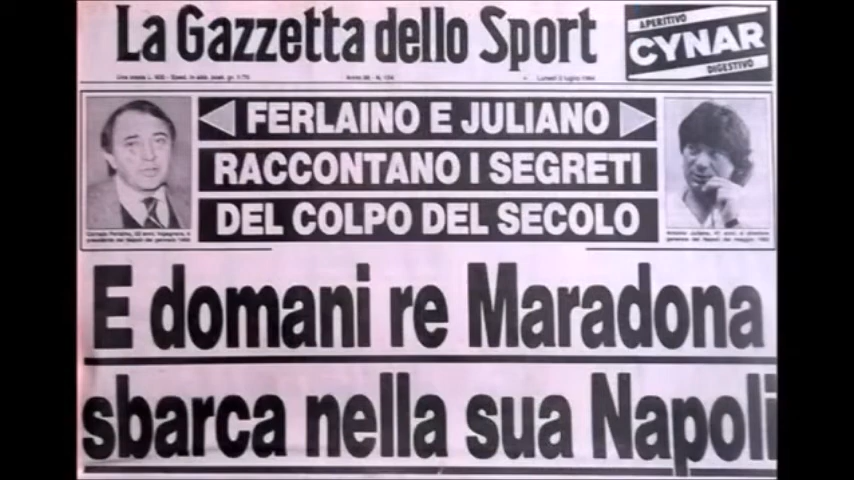 La Gazzetta dello Sport
APERITIVO
CYNAR
DIGESTIVO
FERLAINO E JULIANO
RACCONTANO I SEGRETI
DEL COLPO DEL SECOLO
E domani re Maradona
sbarca nella sua Napoli